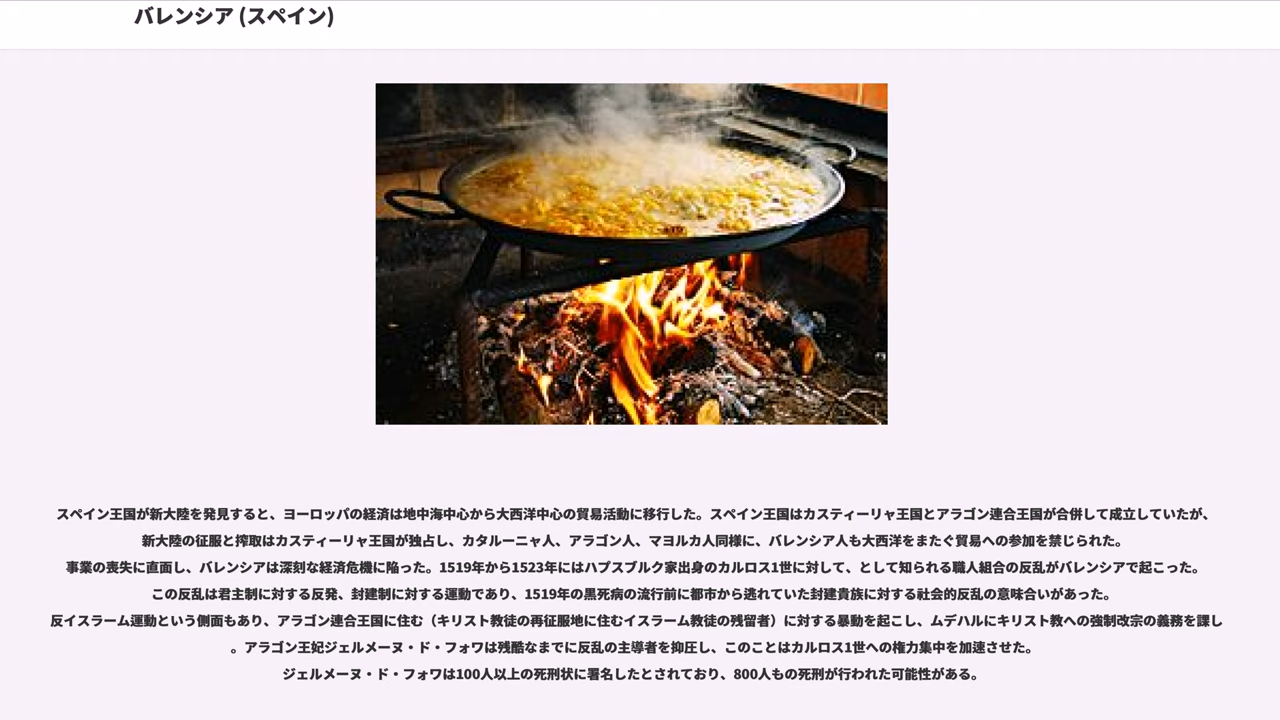 バレンシア (スペイン)
スペイン王国が新大陸を発見すると、ヨーロッパの経済は地中海中心から大西洋中心の貿易活動に移行した。スペイン王国はカスティーリャ王国とアラゴン連合王国が合併して成立していたが、
新大陸の征服と搾取はカスティーリャ王国が独占し、カタルーニャ人、アラゴン人、マヨルカ人同様に、バレンシア人も大西洋をまたぐ貿易への参加を禁じられた。
事業の喪失に直面し、バレンシアは深刻な経済危機に陥った。1519年から1523年にはハプスブルク家出身のカルロス1世に対して、として知られる職人組合の反乱がバレンシアで起こった。
この反乱は君主制に対する反発、封建制に対する運動であり、1519年の黒死病の流行前に都市から逃れていた封建貴族に対する社会的反乱の意味合いがあった。
反イスラーム運動という側面もあり、アラゴン連合王国に住む（キリスト教徒の再征服地に住むイスラーム教徒の残留者）に対する暴動を起こし、ムデハルにキリスト教への強制改宗の義務を課し
。アラゴン王妃ジェルメーヌ・ド・フォワは残酷なまでに反乱の主導者を抑圧し、このことはカルロス1世への権力集中を加速させた。
ジェルメーヌ・ド・フォワは100人以上の死刑状に署名したとされており、800人もの死刑が行われた可能性がある。